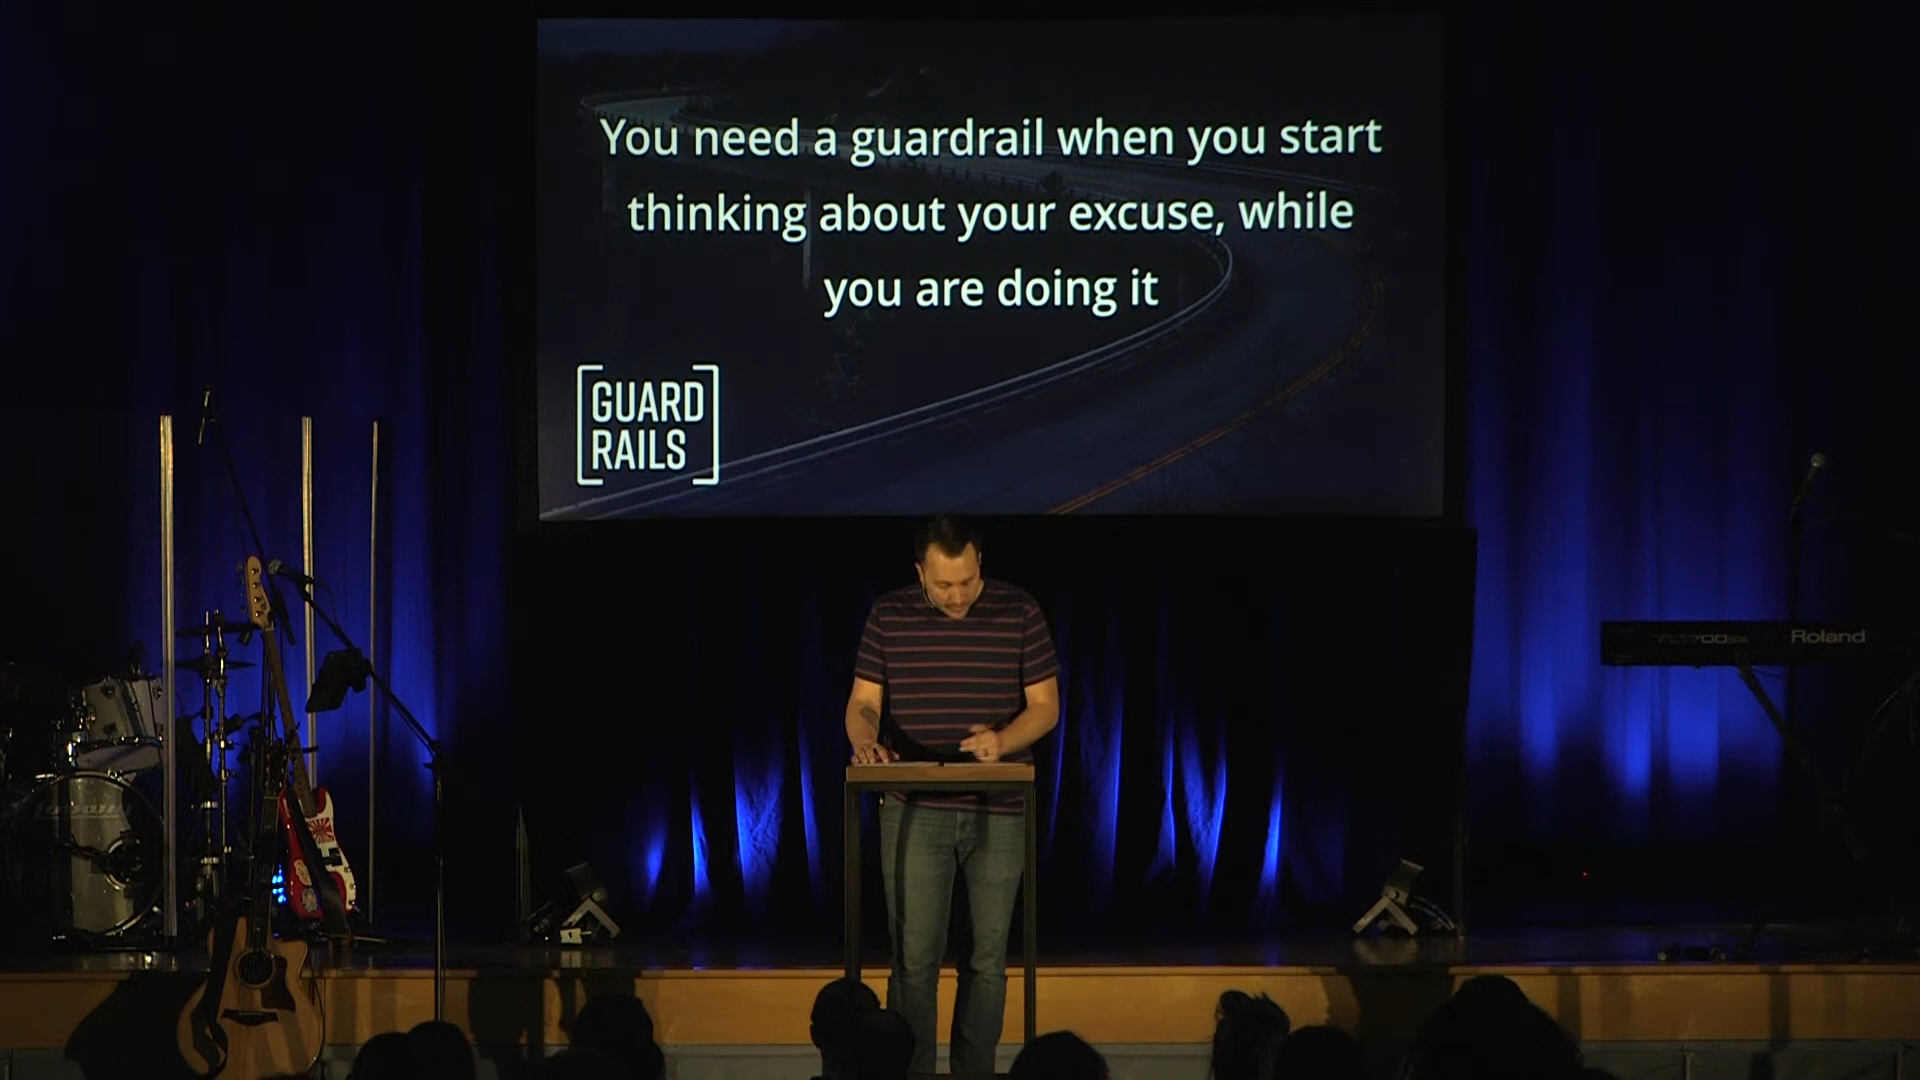 You need a guardrail when you start
thinking about your excuse, while
you are doing it
GUARD
RAILS
Roland